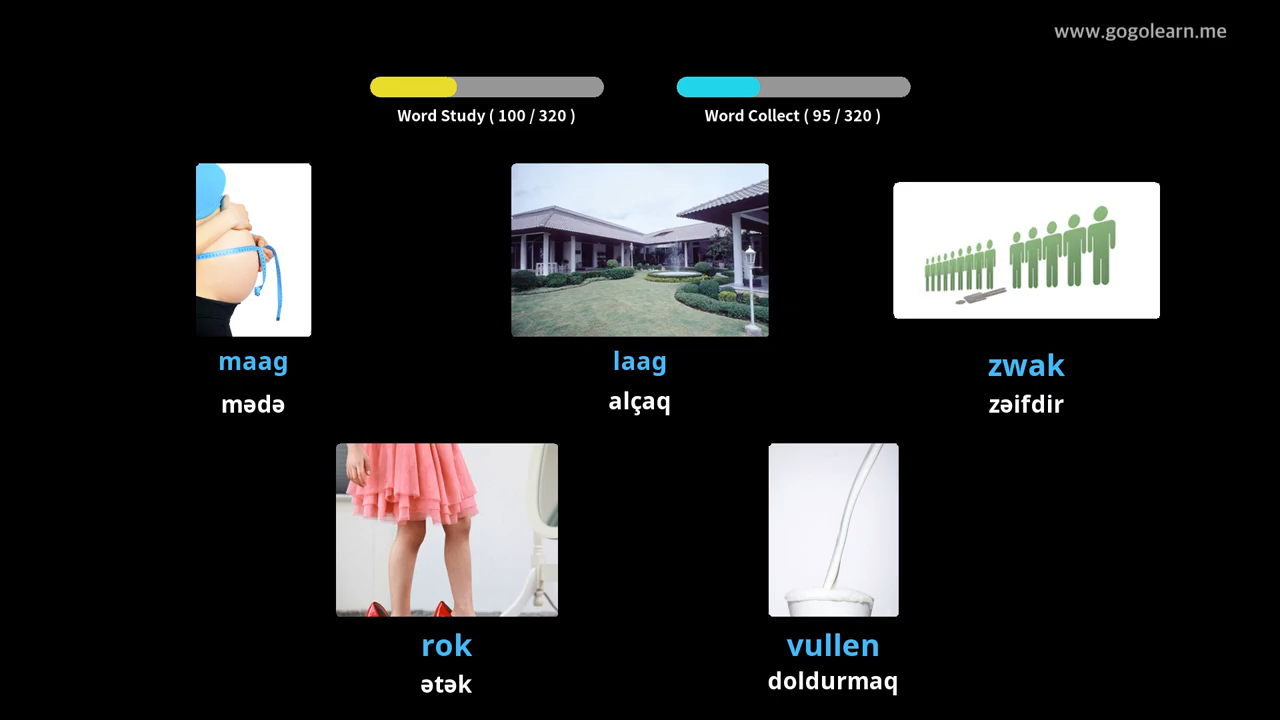 www.gogolearn.me
Word Study ( 100 / 320 )
Word Collect ( 95 / 320 )
maag
laag
zwak
mədə
alçaq
zəifdir
rok
vullen
ətək
doldurmaq